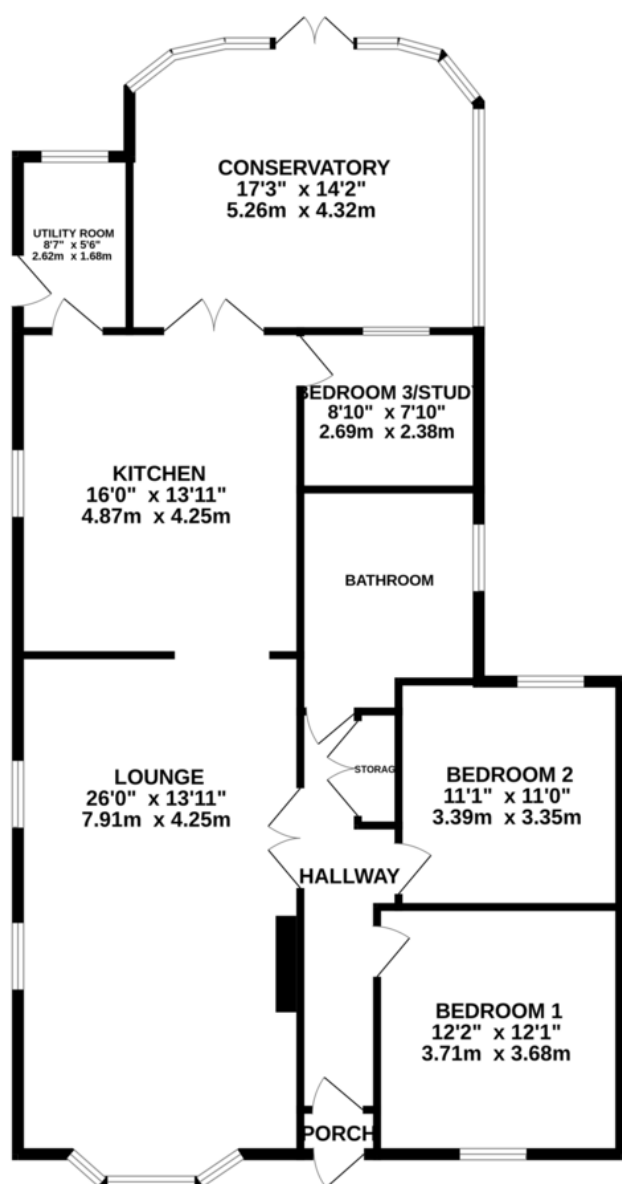 CONSERVATORY
17'3" x 14'2"
5.26m x 4.32m
UTILITY ROOM
8'7" x 5'6"
2.62m x 1.68m
BEDROOM 3/STUDY
8'10" x 7'10"
2.69m x 2.38m
KITCHEN
16'0" x 13'11"
4.87m x 4.25m
BATHROOM
LOUNGE
26'0" x 13'11"
7.91m x 4.25m
STORAG
BEDROOM 2
11'1" x 11'0"
3.39m x 3.35m
HALLWAY
BEDROOM 1
12'2" x 12'1"
3.71m x 3.68m
PORCH